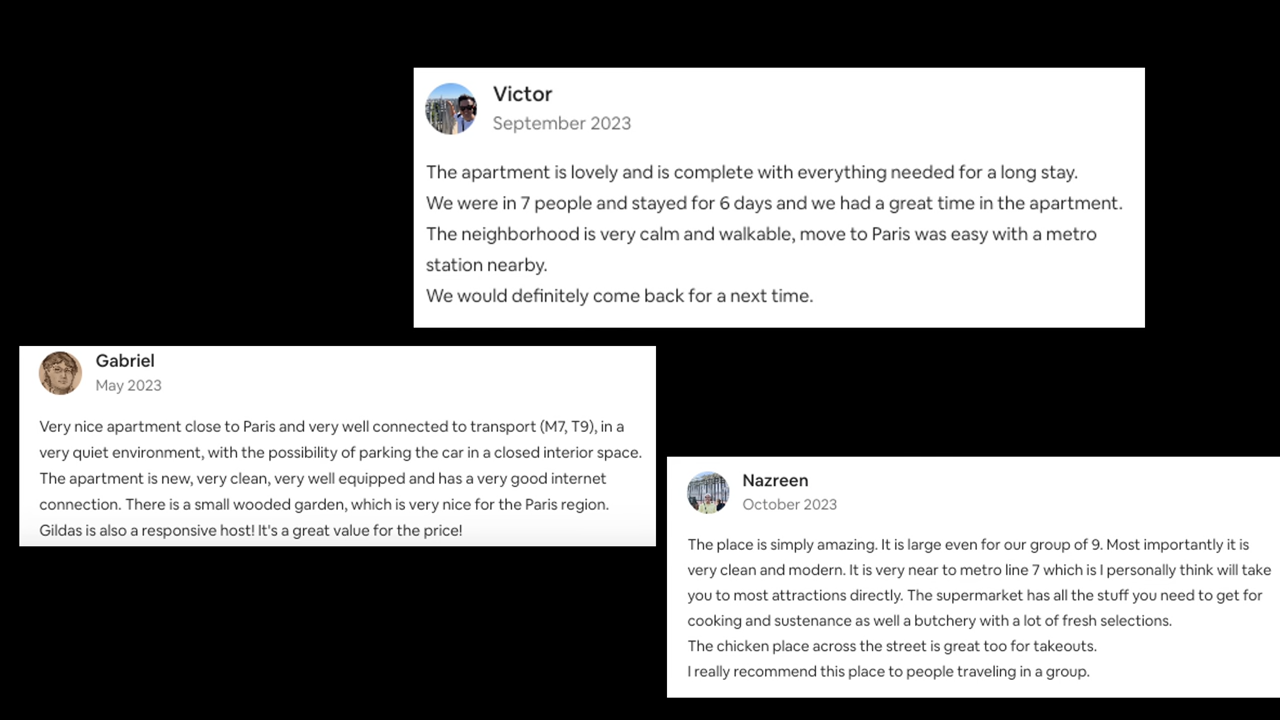 Victor
September 2023
The apartment is lovely and is complete with everything needed for a long stay.
We were in 7 people and stayed for 6 days and we had a great time in the apartment.
The neighborhood is very calm and walkable, move to Paris was easy with a metro
station nearby.
We would definitely come back for a next time.
Gabriel
May 2023
Very nice apartment close to Paris and very well connected to transport (M7, T9), in a
very quiet environment, with the possibility of parking the car in a closed interior space.
The apartment is new, very clean, very well equipped and has a very good internet
connection. There is a small wooded garden, which is very nice for the Paris region.
Gildas is also a responsive host! It's a great value for the price!
Nazreen
October 2023
The place is simply amazing. It is large even for our group of 9. Most importantly it is
very clean and modern. It is very near to metro line 7 which is I personally think will take
you to most attractions directly. The supermarket has all the stuff you need to get for
cooking and sustenance as well a butchery with a lot of fresh selections.
The chicken place across the street is great too for takeouts.
I really recommend this place to people traveling in a group.